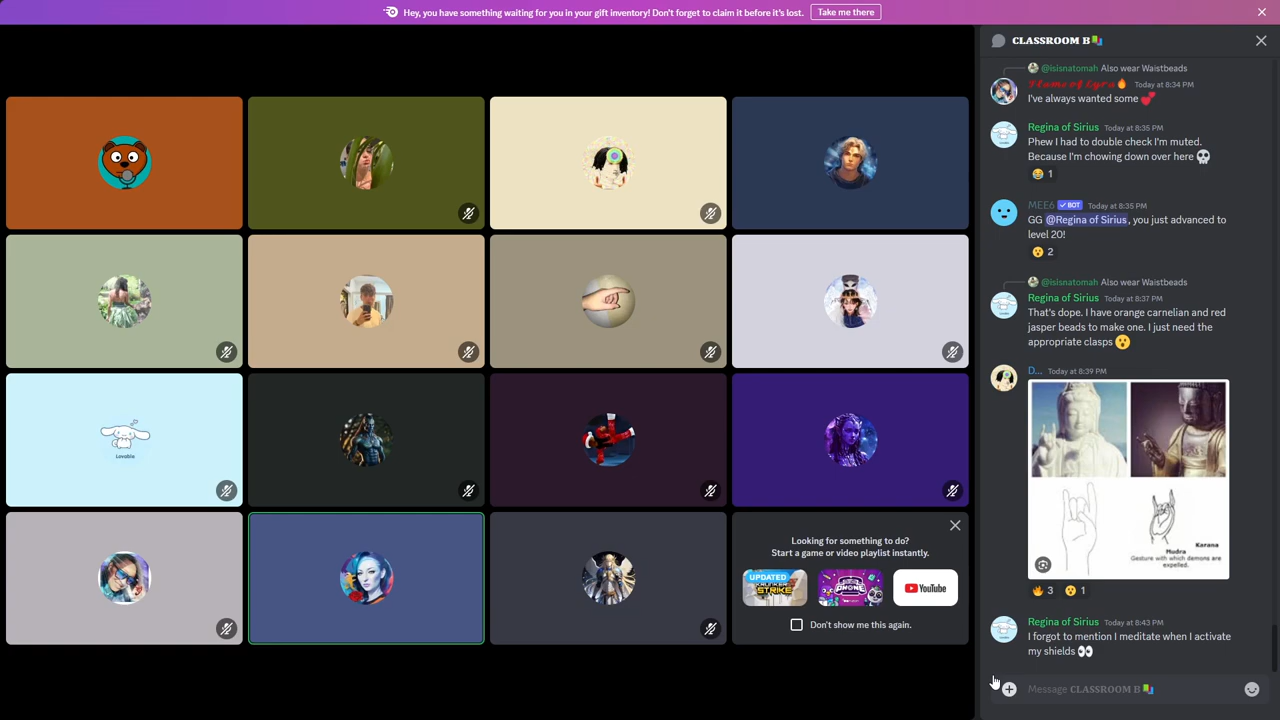 Hey, you have something waiting for you in your gift inventory! Don't forget to claim it before it's lost.
Take me there
CLASSROOM B
@isisnatomah Also wear Waistbeads
Flame of Lyra🔥 Today at 8:34 PM
I've always wanted some 💕
Regina of Sirius Today at 8:35 PM
Phew I had to double check I'm muted.
Because I'm chowing down over here 💀
😂 1
MEE6 ✓ BOT Today at 8:35 PM
GG @Regina of Sirius, you just advanced to
level 20!
😮 2
@isisnatomah Also wear Waistbeads
Regina of Sirius Today at 8:37 PM
That's dope. I have orange carnelian and red
jasper beads to make one. I just need the
appropriate clasps 😮
D... Today at 8:39 PM
Karana
Mudra
Gesture with which demons are
expelled.
🔥 3 😮 1
Regina of Sirius Today at 8:43 PM
I forgot to mention I meditate when I activate
my shields 👀
Message CLASSROOM B
Lovable
Looking for something to do?
Start a game or video playlist instantly.
UPDATED
STRIKE
PHONE
YouTube
Don't show me this again.